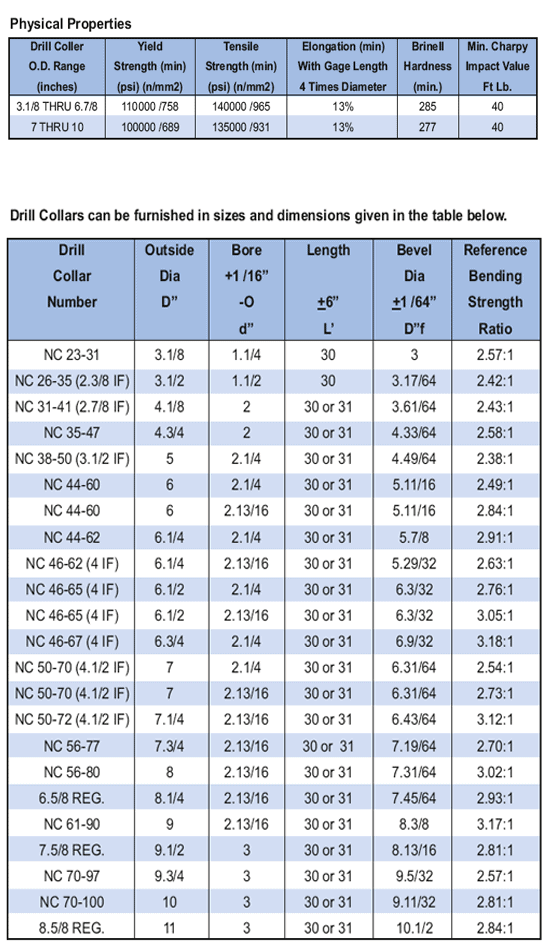 Physical Properties
Drill Coller Yield Tensile Elongation (min) Brinell Min. Charpy
O.D. Range Strength (min) Strength (min) With Gage Length Hardness Impact Value
(inches) (psi) (n/mm2) (psi) (n/mm2) 4 Times Diameter (min.) Ft Lb.
3.1/8 THRU 6.7/8 110000 /758 140000 /965 13% 285 40
7 THRU 10 100000 /689 135000 /931 13% 277 40
Drill Collars can be furnished in sizes and dimensions given in the table below.
Drill Outside Bore Length Bevel Reference
Collar Dia +1 /16” Dia Bending
Number D” -O ±6” ±1 /64” Strength
d” L’ D”f Ratio
NC 23-31 3.1/8 1.1/4 30 3 2.57:1
NC 26-35 (2.3/8 IF) 3.1/2 1.1/2 30 3.17/64 2.42:1
NC 31-41 (2.7/8 IF) 4.1/8 2 30 or 31 3.61/64 2.43:1
NC 35-47 4.3/4 2 30 or 31 4.33/64 2.58:1
NC 38-50 (3.1/2 IF) 5 2.1/4 30 or 31 4.49/64 2.38:1
NC 44-60 6 2.1/4 30 or 31 5.11/16 2.49:1
NC 44-60 6 2.13/16 30 or 31 5.11/16 2.84:1
NC 44-62 6.1/4 2.1/4 30 or 31 5.7/8 2.91:1
NC 46-62 (4 IF) 6.1/4 2.13/16 30 or 31 5.29/32 2.63:1
NC 46-65 (4 IF) 6.1/2 2.1/4 30 or 31 6.3/32 2.76:1
NC 46-65 (4 IF) 6.1/2 2.13/16 30 or 31 6.3/32 3.05:1
NC 46-67 (4 IF) 6.3/4 2.1/4 30 or 31 6.9/32 3.18:1
NC 50-70 (4.1/2 IF) 7 2.1/4 30 or 31 6.31/64 2.54:1
NC 50-70 (4.1/2 IF) 7 2.13/16 30 or 31 6.31/64 2.73:1
NC 50-72 (4.1/2 IF) 7.1/4 2.13/16 30 or 31 6.43/64 3.12:1
NC 56-77 7.3/4 2.13/16 30 or 31 7.19/64 2.70:1
NC 56-80 8 2.13/16 30 or 31 7.31/64 3.02:1
6.5/8 REG. 8.1/4 2.13/16 30 or 31 7.45/64 2.93:1
NC 61-90 9 2.13/16 30 or 31 8.3/8 3.17:1
7.5/8 REG. 9.1/2 3 30 or 31 8.13/16 2.81:1
NC 70-97 9.3/4 3 30 or 31 9.5/32 2.57:1
NC 70-100 10 3 30 or 31 9.11/32 2.81:1
8.5/8 REG. 11 3 30 or 31 10.1/2 2.84:1